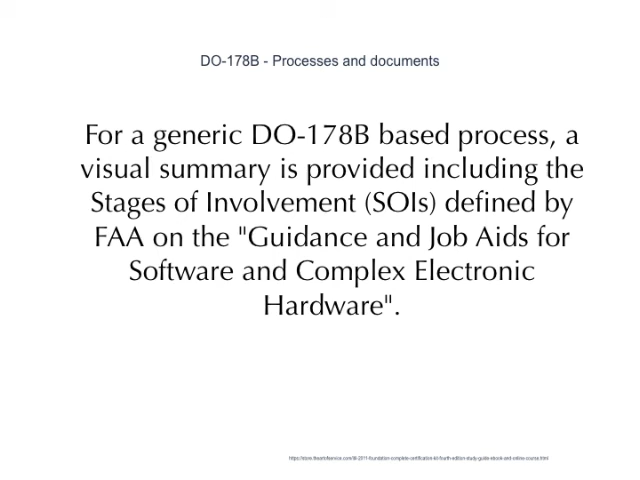 DO-178B - Processes and documents
For a generic DO-178B based process, a
visual summary is provided including the
Stages of Involvement (SOIs) defined by
FAA on the "Guidance and Job Aids for
Software and Complex Electronic
Hardware".